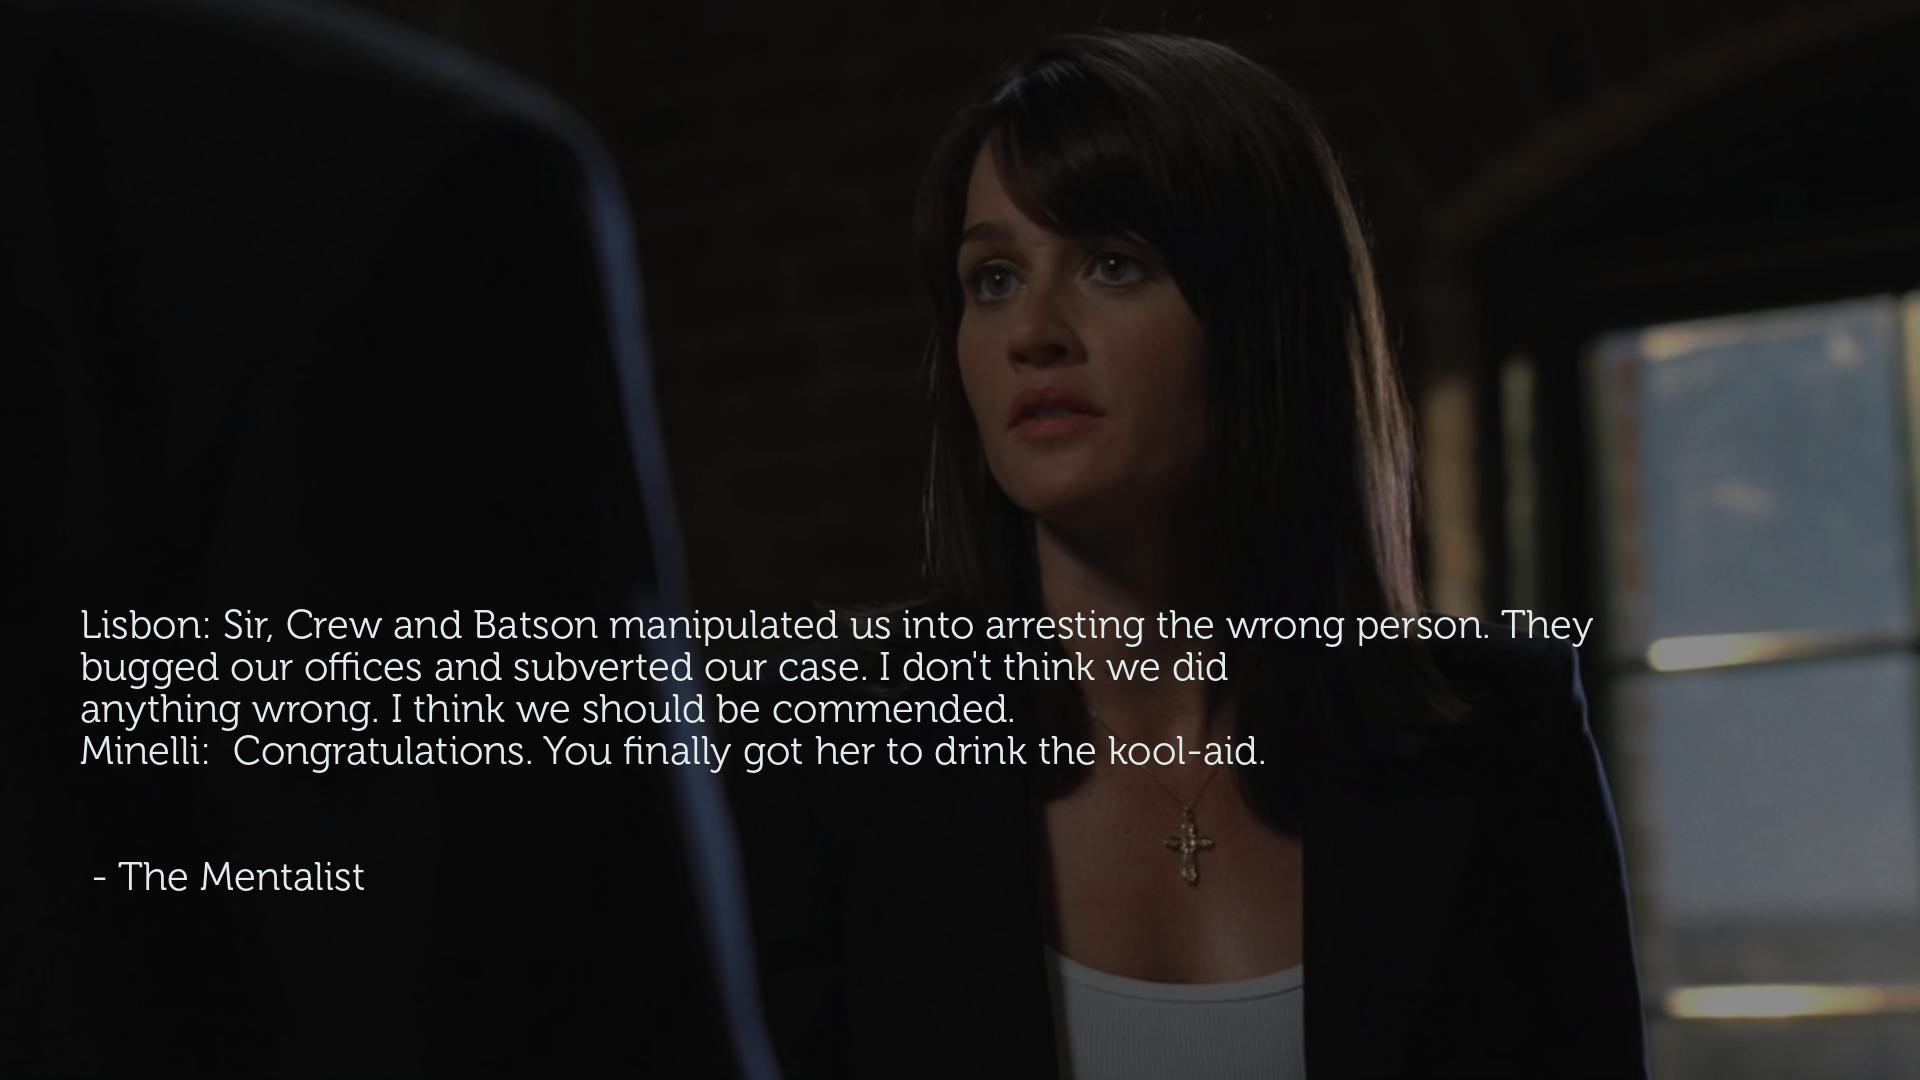 Lisbon: Sir, Crew and Batson manipulated us into arresting the wrong person. They
bugged our offices and subverted our case. I don't think we did
anything wrong. I think we should be commended.
Minelli:  Congratulations. You finally got her to drink the kool-aid.
- The Mentalist